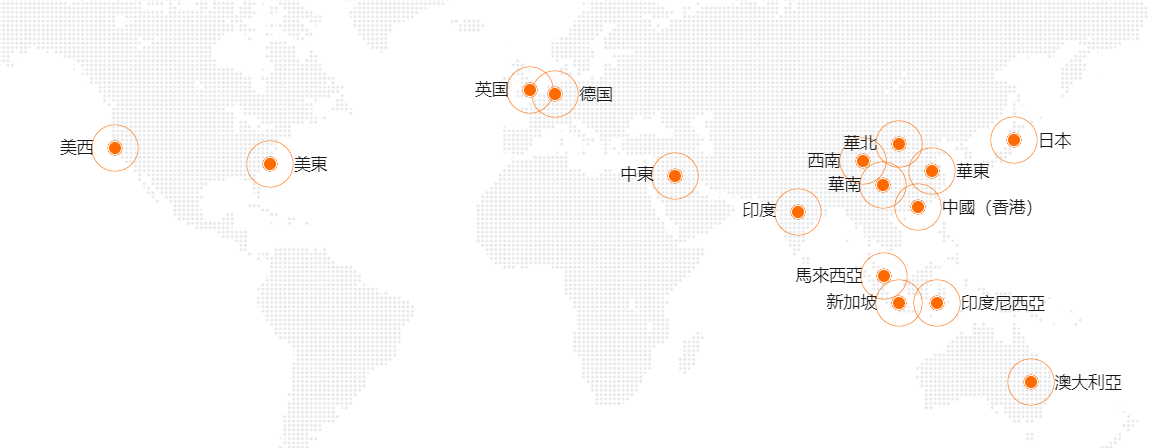 英国
德国
美西
美東
中東
印度
華北
西南
華南
華東
中國（香港）
日本
馬來西亞
新加坡
印度尼西亞
澳大利亞